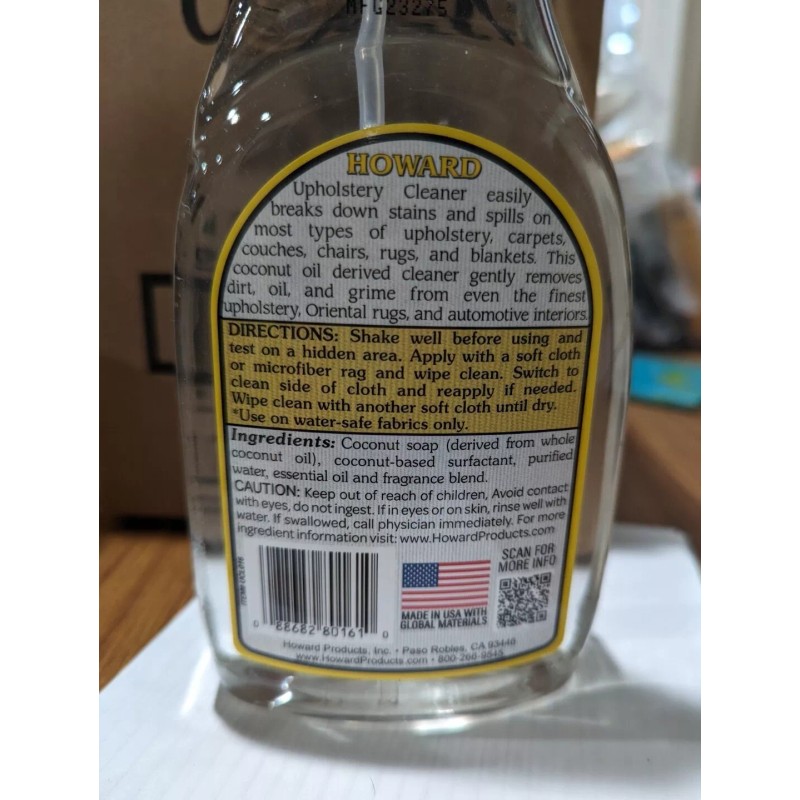 MFG23275
HOWARD
Upholstery Cleaner easily
breaks down stains and spills on
most types of upholstery, carpets,
couches, chairs, rugs, and blankets. This
coconut oil derived cleaner gently removes
dirt, oil, and grime from even the finest
upholstery, Oriental rugs, and automotive interiors.
DIRECTIONS: Shake well before using and
test on a hidden area. Apply with a soft cloth
or microfiber rag and wipe clean. Switch to
clean side of cloth and reapply if needed.
Wipe clean with another soft cloth until dry.
*Use on water-safe fabrics only.
Ingredients: Coconut soap (derived from whole
coconut oil), coconut-based surfactant, purified
water, essential oil and fragrance blend.
CAUTION: Keep out of reach of children, Avoid contact
with eyes, do not ingest. If in eyes or on skin, rinse well with
water. If swallowed, call physician immediately. For more
ingredient information visit: www.HowardProducts.com
SCAN FOR
MORE INFO
MADE IN USA WITH
GLOBAL MATERIALS
0 88682 80161 0
Howard Products, Inc. • Paso Robles, CA 93446
www.HowardProducts.com • 800-266-9545